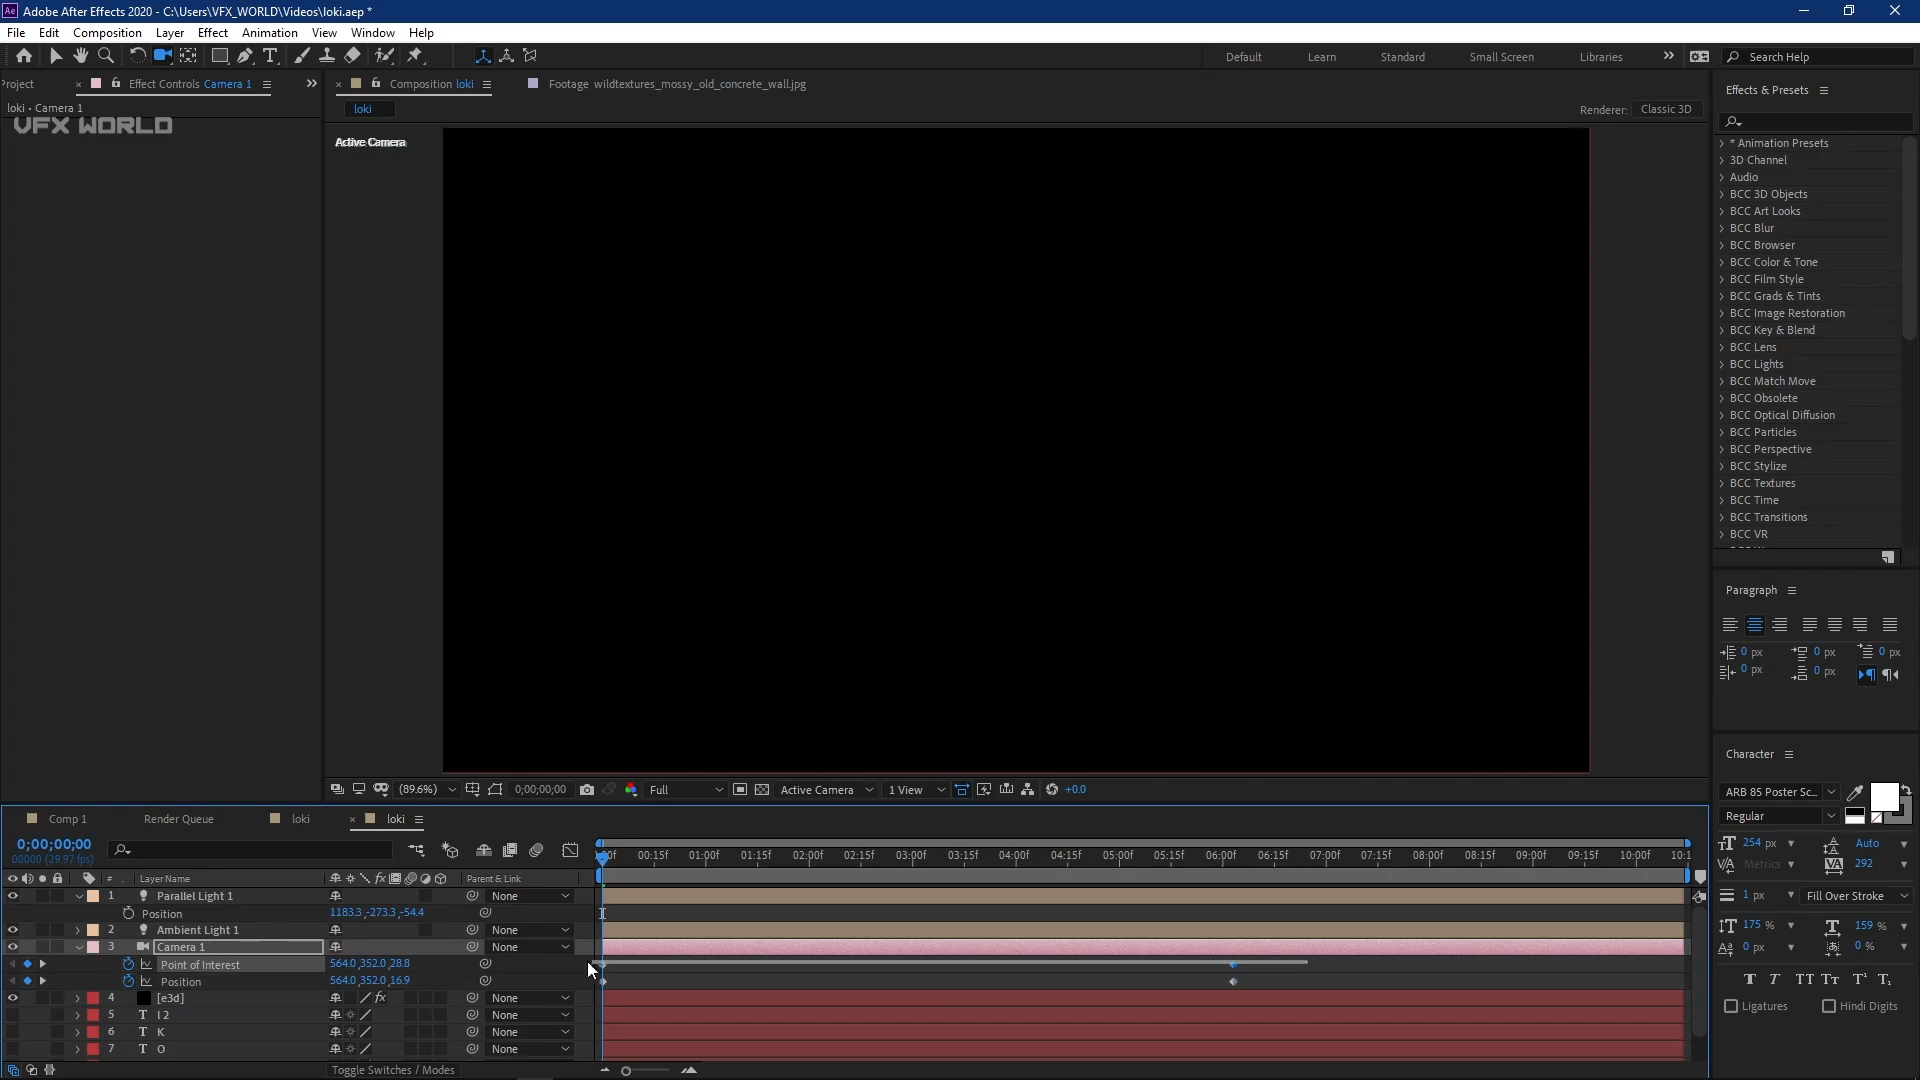 Adobe After Effects 2020 - C:\Users\VFX_WORLD\Videos\loki.aep *
File Edit Composition Layer Effect Animation View Window Help
Default Learn Standard Small Screen Libraries Search Help
Project Effect Controls Camera 1
loki • Camera 1
VFX WORLD
Composition loki Footage wildtextures_mossy_old_concrete_wall.jpg
loki
Renderer: Classic 3D
Active Camera
Effects & Presets
* Animation Presets
3D Channel
Audio
BCC 3D Objects
BCC Art Looks
BCC Blur
BCC Browser
BCC Color & Tone
BCC Film Style
BCC Grads & Tints
BCC Image Restoration
BCC Key & Blend
BCC Lens
BCC Lights
BCC Match Move
BCC Obsolete
BCC Optical Diffusion
BCC Particles
BCC Perspective
BCC Stylize
BCC Textures
BCC Time
BCC Transitions
BCC VR
Paragraph
0 px 0 px 0 px
0 px 0 px
Character
ARB 85 Poster Sc...
Regular
254 px Auto
Metrics 292
1 px Fill Over Stroke
175 % 159 %
0 px 0 %
T T TT Tт T¹ T₁
Ligatures Hindi Digits
(89.6%) 0;00;00;00 Full Active Camera 1 View +0.0
Comp 1 Render Queue loki loki
0;00;00;00
00000 (29.97 fps)
00:15f 01:00f 01:15f 02:00f 02:15f 03:00f 03:15f 04:00f 04:15f 05:00f 05:15f 06:00f 06:15f 07:00f 07:15f 08:00f 08:15f 09:00f 09:15f 10:00f 10:1
# Layer Name Parent & Link
1 Parallel Light 1 None
Position 1183.3,-273.3,-54.4
2 Ambient Light 1 None
3 Camera 1 None
Point of Interest 564.0,352.0,28.8
Position 564.0,352.0,16.9
4 [e3d] fx None
5 T l 2 None
6 T K None
7 T O None
Toggle Switches / Modes